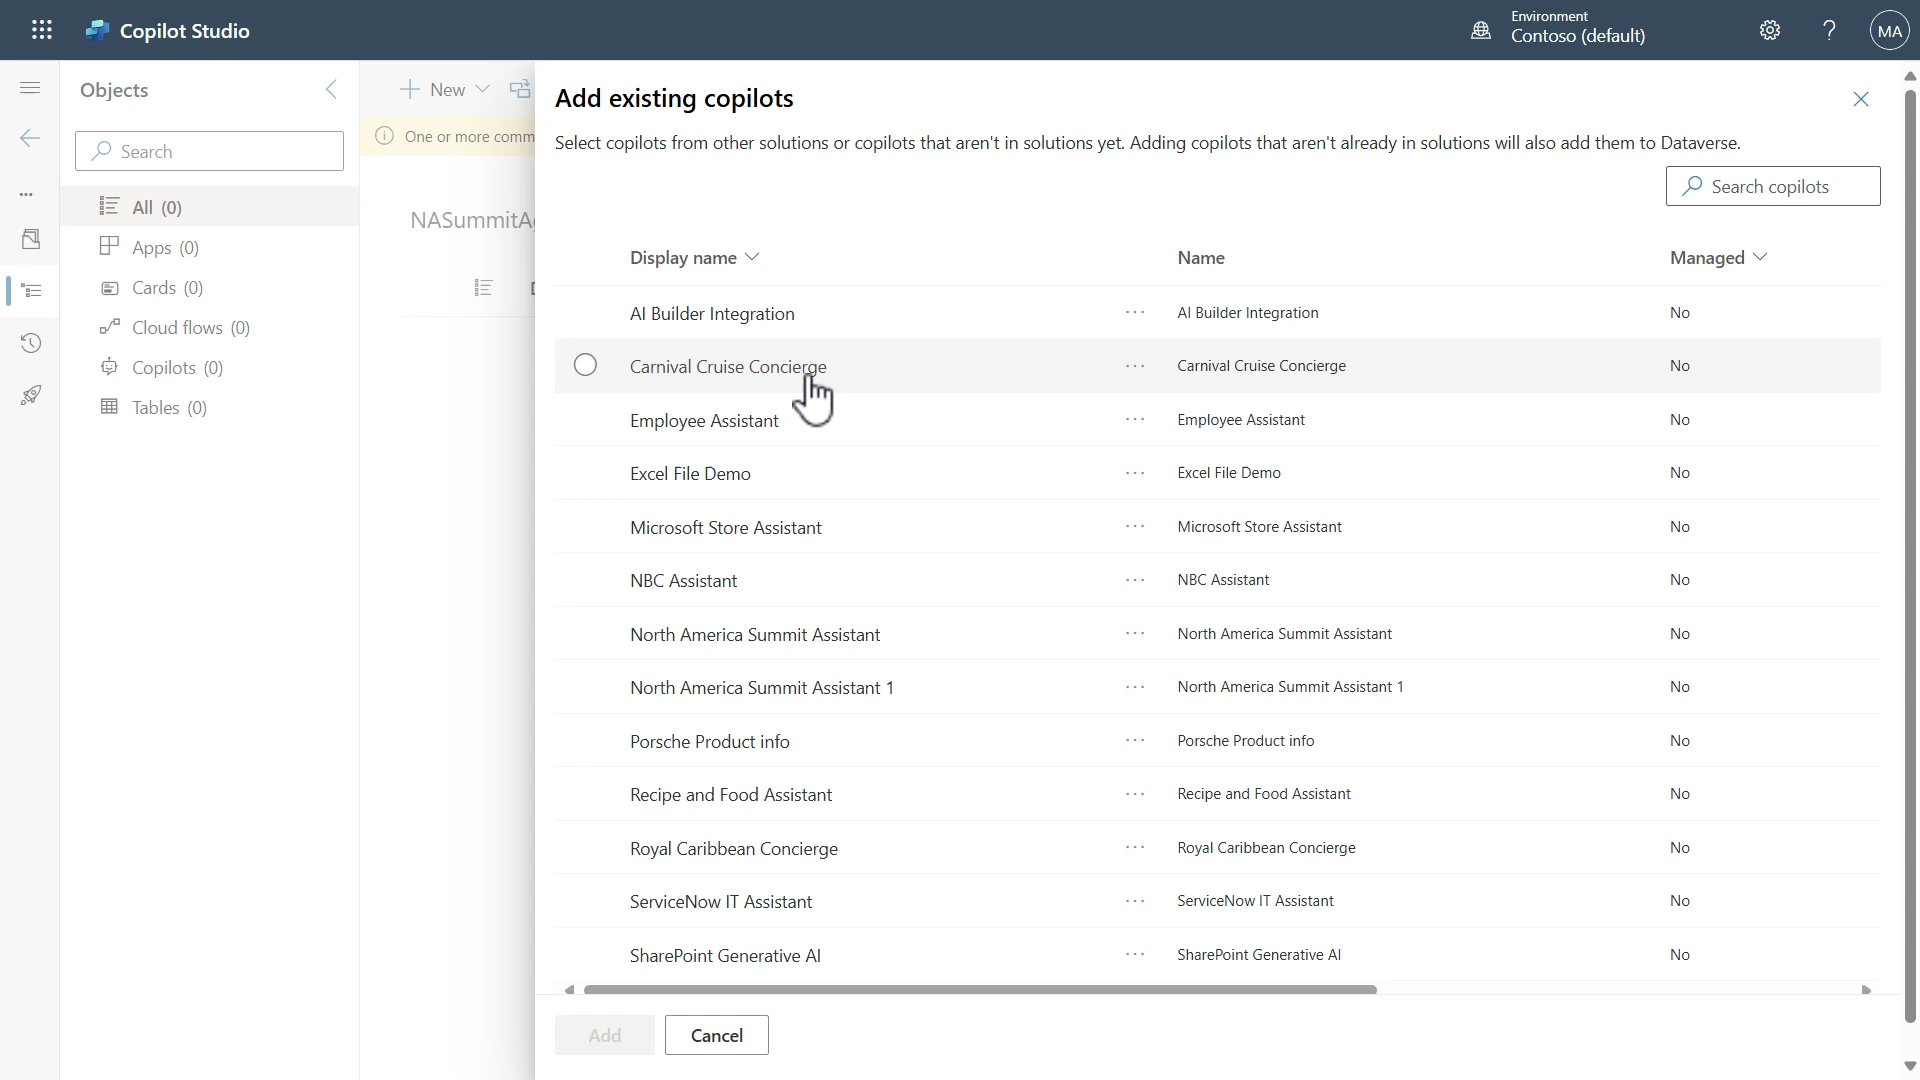 Copilot Studio
Environment
Contoso (default)
?
MA
Objects
Search
All (0)
Apps (0)
Cards (0)
Cloud flows (0)
Copilots (0)
Tables (0)
New
One or more comm
NASummitAg
Add existing copilots
Select copilots from other solutions or copilots that aren't in solutions yet. Adding copilots that aren't already in solutions will also add them to Dataverse.
Search copilots
Display name Name Managed
AI Builder Integration ··· AI Builder Integration No
Carnival Cruise Concierge ··· Carnival Cruise Concierge No
Employee Assistant ··· Employee Assistant No
Excel File Demo ··· Excel File Demo No
Microsoft Store Assistant ··· Microsoft Store Assistant No
NBC Assistant ··· NBC Assistant No
North America Summit Assistant ··· North America Summit Assistant No
North America Summit Assistant 1 ··· North America Summit Assistant 1 No
Porsche Product info ··· Porsche Product info No
Recipe and Food Assistant ··· Recipe and Food Assistant No
Royal Caribbean Concierge ··· Royal Caribbean Concierge No
ServiceNow IT Assistant ··· ServiceNow IT Assistant No
SharePoint Generative AI ··· SharePoint Generative AI No
Add
Cancel